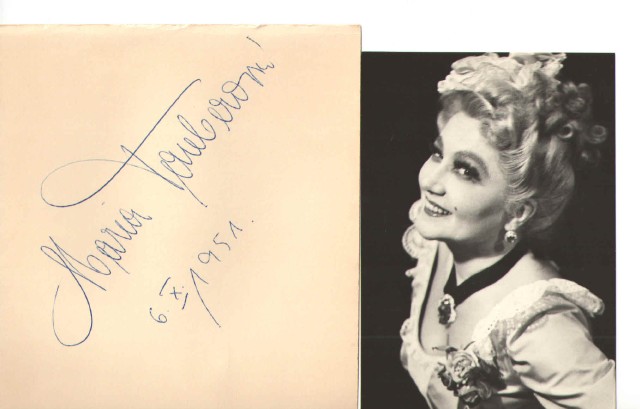 Maria Tauberová
6. X. 1951.